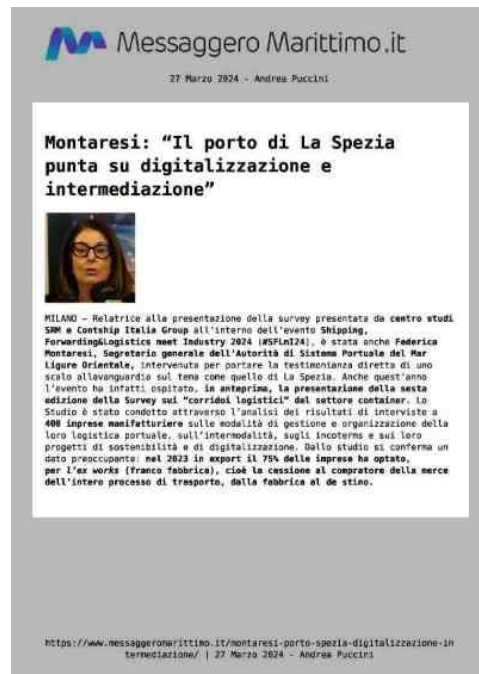 Messaggero Marittimo.it
27 Marzo 2024 - Andrea Puccini
Montaresi: “Il porto di La Spezia
punta su digitalizzazione e
intermediazione”
MILANO – Relatrice alla presentazione della survey presentata da centro studi
SRM e Contship Italia Group all'interno dell'evento Shipping,
Forwarding&Logistics meet Industry 2024 (#SFLmI24), è stata anche Federica
Montaresi, Segretario generale dell'Autorità di Sistema Portuale del Mar
Ligure Orientale, intervenuta per portare la testimonianza diretta di uno
scalo allavanguardia sul tema come quello di La Spezia. Anche quest'anno
l'evento ha infatti ospitato, in anteprima, la presentazione della sesta
edizione della Survey sui “corridoi logistici” del settore container. Lo
Studio è stato condotto attraverso l'analisi dei risultati di interviste a
400 imprese manifatturiere sulle modalità di gestione e organizzazione della
loro logistica portuale, sull'intermodalità, sugli incoterms e sui loro
progetti di sostenibilità e di digitalizzazione. Dallo studio si conferma un
dato preoccupante: nel 2023 in export il 75% delle imprese ha optato,
per l'ex works (franco fabbrica), cioè la cessione al compratore della merce
dell'intero processo di trasporto, dalla fabbrica al de stino.
https://www.messaggeromarittimo.it/montaresi-porto-spezia-digitalizzazione-in
termediazione/ | 27 Marzo 2024 - Andrea Puccini